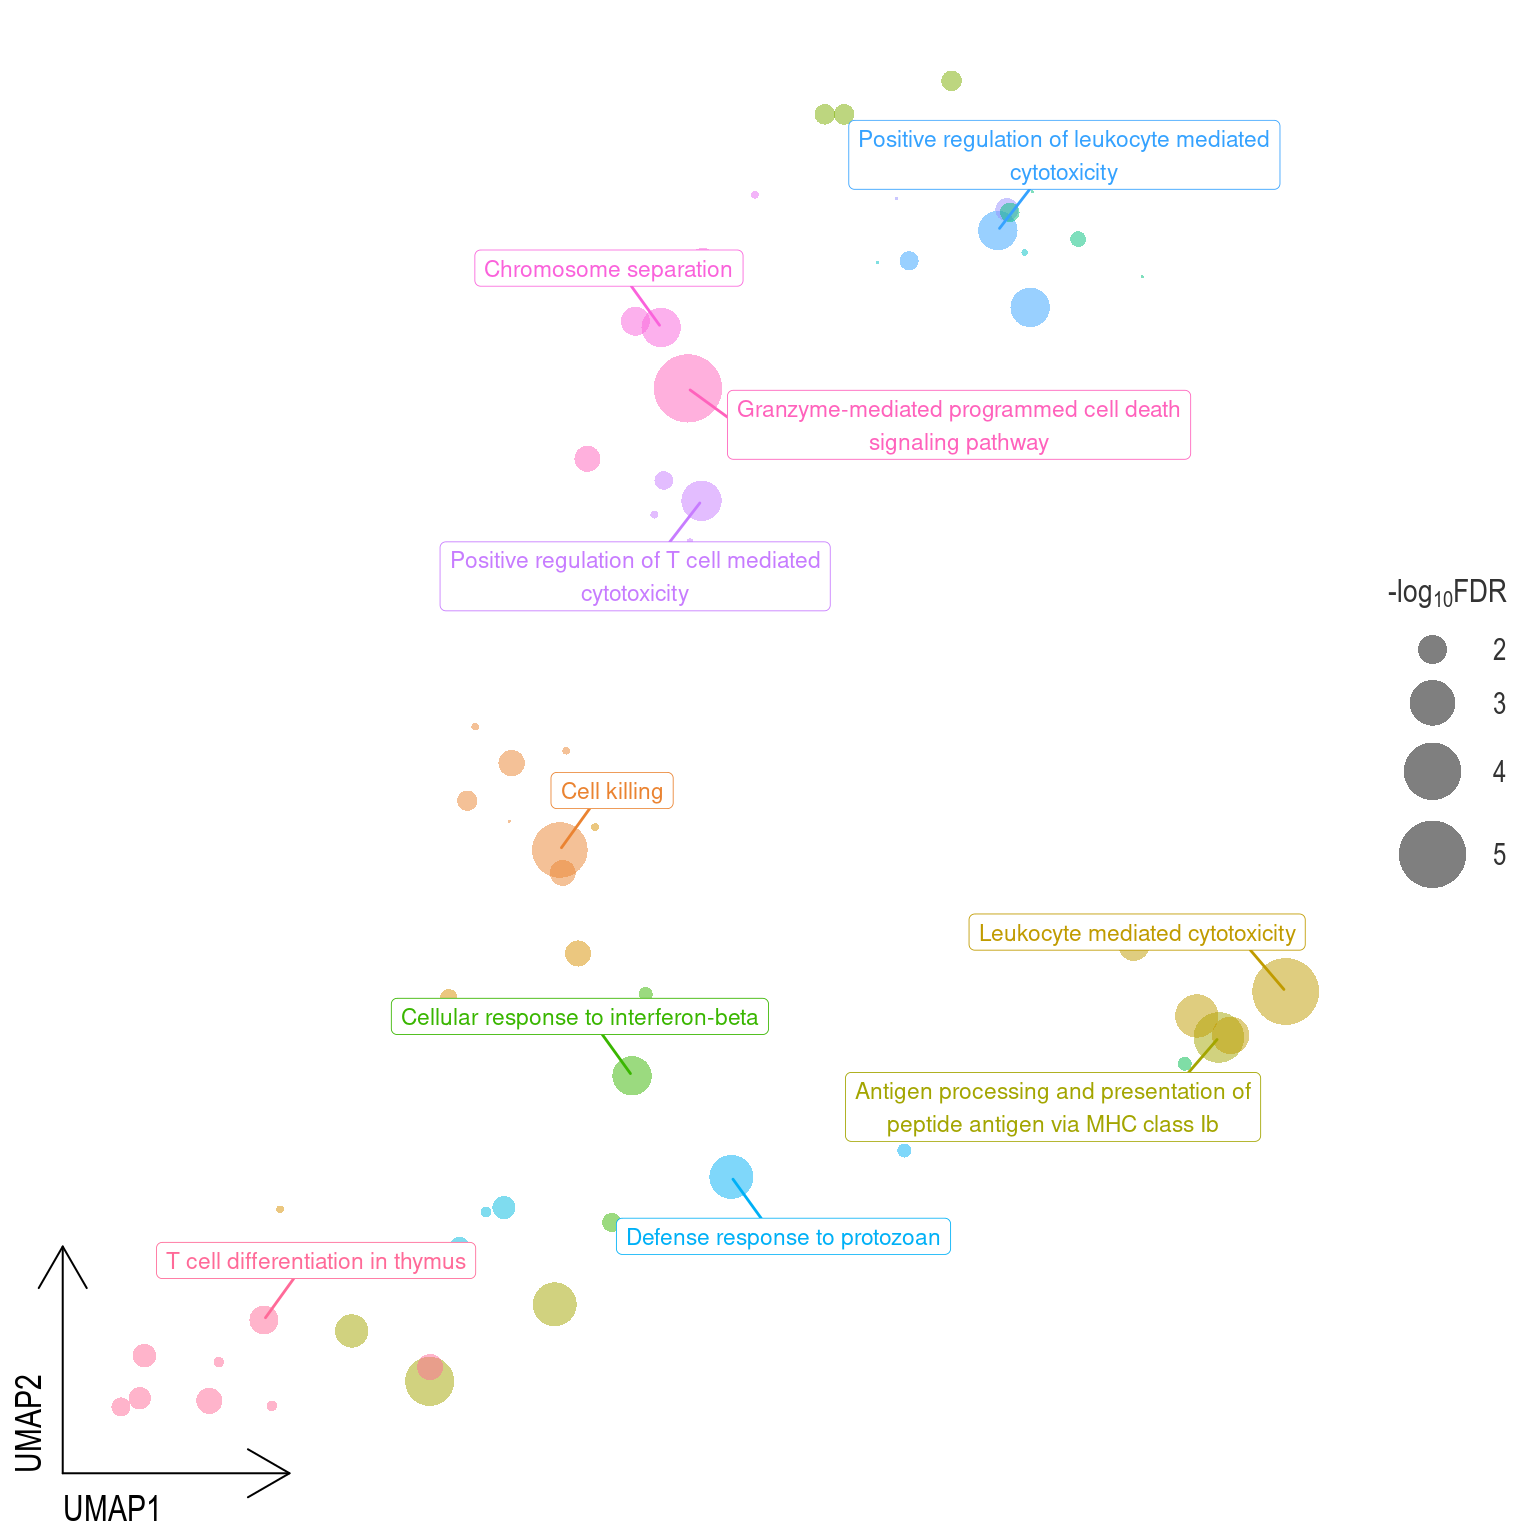 Positive regulation of leukocyte mediated
cytotoxicity
Chromosome separation
Granzyme-mediated programmed cell death
signaling pathway
Positive regulation of T cell mediated
cytotoxicity
-log10FDR
2
3
4
5
Cell killing
Leukocyte mediated cytotoxicity
Cellular response to interferon-beta
Antigen processing and presentation of
peptide antigen via MHC class Ib
Defense response to protozoan
T cell differentiation in thymus
UMAP2
UMAP1